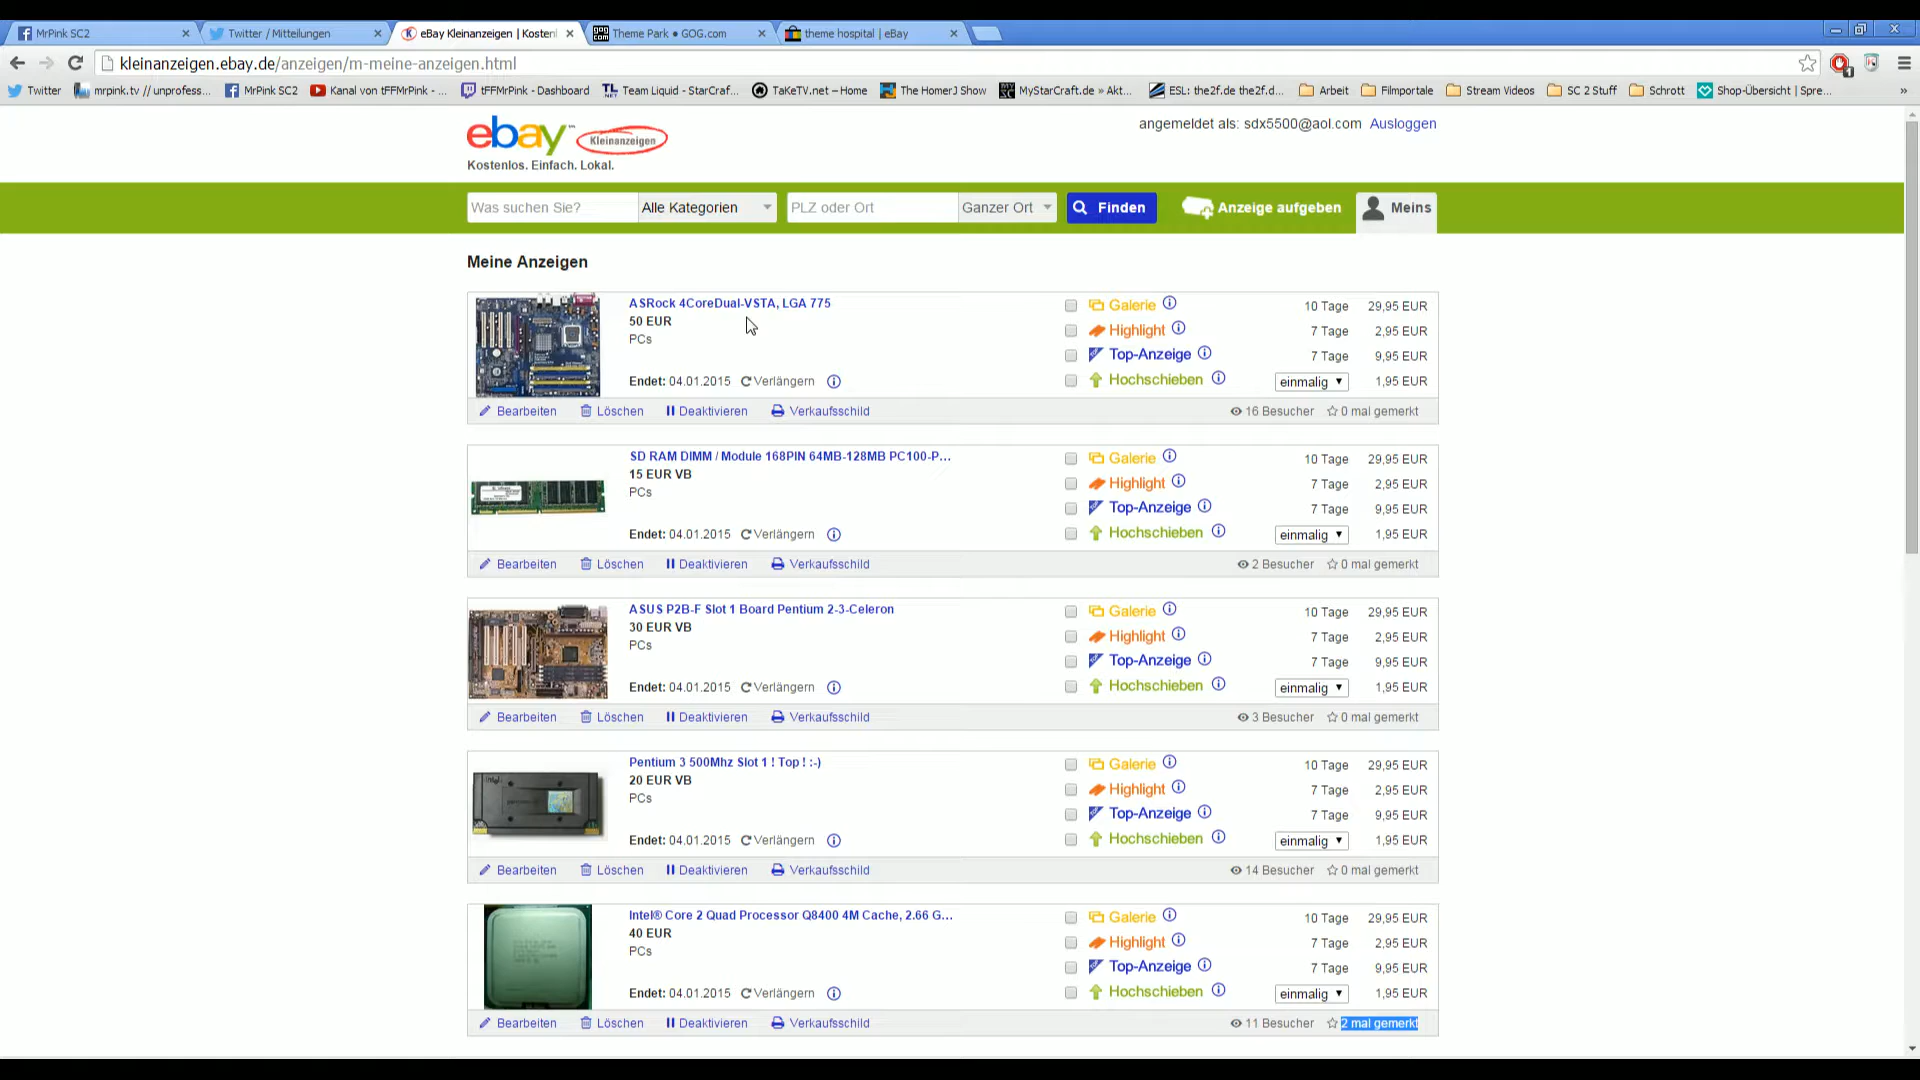 MrPink SC2
Twitter / Mitteilungen
eBay Kleinanzeigen | Kosten
Theme Park ● GOG.com
theme hospital | eBay
kleinanzeigen.ebay.de/anzeigen/m-meine-anzeigen.html
Twitter
mrpink.tv // unprofess...
MrPink SC2
Kanal von tFFMrPink - ...
tFFMrPink - Dashboard
Team Liquid - StarCraf...
TaKeTV.net – Home
The HomerJ Show
MyStarCraft.de » Akt...
ESL: the2f.de the2f.d...
Arbeit
Filmportale
Stream Videos
SC 2 Stuff
Schrott
Shop-Übersicht | Spre...
»
ebay™ Kleinanzeigen
Kostenlos. Einfach. Lokal.
angemeldet als: sdx5500@aol.com Ausloggen
Was suchen Sie? Alle Kategorien PLZ oder Ort Ganzer Ort Finden Anzeige aufgeben Meins
Meine Anzeigen
ASRock 4CoreDual-VSTA, LGA 775
50 EUR
PCs
Endet: 04.01.2015 Verlängern
Galerie 10 Tage 29,95 EUR
Highlight 7 Tage 2,95 EUR
Top-Anzeige 7 Tage 9,95 EUR
Hochschieben einmalig 1,95 EUR
Bearbeiten Löschen Deaktivieren Verkaufsschild 16 Besucher 0 mal gemerkt
SD RAM DIMM / Module 168PIN 64MB-128MB PC100-P...
15 EUR VB
PCs
Endet: 04.01.2015 Verlängern
Galerie 10 Tage 29,95 EUR
Highlight 7 Tage 2,95 EUR
Top-Anzeige 7 Tage 9,95 EUR
Hochschieben einmalig 1,95 EUR
Bearbeiten Löschen Deaktivieren Verkaufsschild 2 Besucher 0 mal gemerkt
ASUS P2B-F Slot 1 Board Pentium 2-3-Celeron
30 EUR VB
PCs
Endet: 04.01.2015 Verlängern
Galerie 10 Tage 29,95 EUR
Highlight 7 Tage 2,95 EUR
Top-Anzeige 7 Tage 9,95 EUR
Hochschieben einmalig 1,95 EUR
Bearbeiten Löschen Deaktivieren Verkaufsschild 3 Besucher 0 mal gemerkt
Pentium 3 500Mhz Slot 1 ! Top ! :-)
20 EUR VB
PCs
Endet: 04.01.2015 Verlängern
Galerie 10 Tage 29,95 EUR
Highlight 7 Tage 2,95 EUR
Top-Anzeige 7 Tage 9,95 EUR
Hochschieben einmalig 1,95 EUR
Bearbeiten Löschen Deaktivieren Verkaufsschild 14 Besucher 0 mal gemerkt
Intel® Core 2 Quad Processor Q8400 4M Cache, 2.66 G...
40 EUR
PCs
Endet: 04.01.2015 Verlängern
Galerie 10 Tage 29,95 EUR
Highlight 7 Tage 2,95 EUR
Top-Anzeige 7 Tage 9,95 EUR
Hochschieben einmalig 1,95 EUR
Bearbeiten Löschen Deaktivieren Verkaufsschild 11 Besucher 2 mal gemerkt